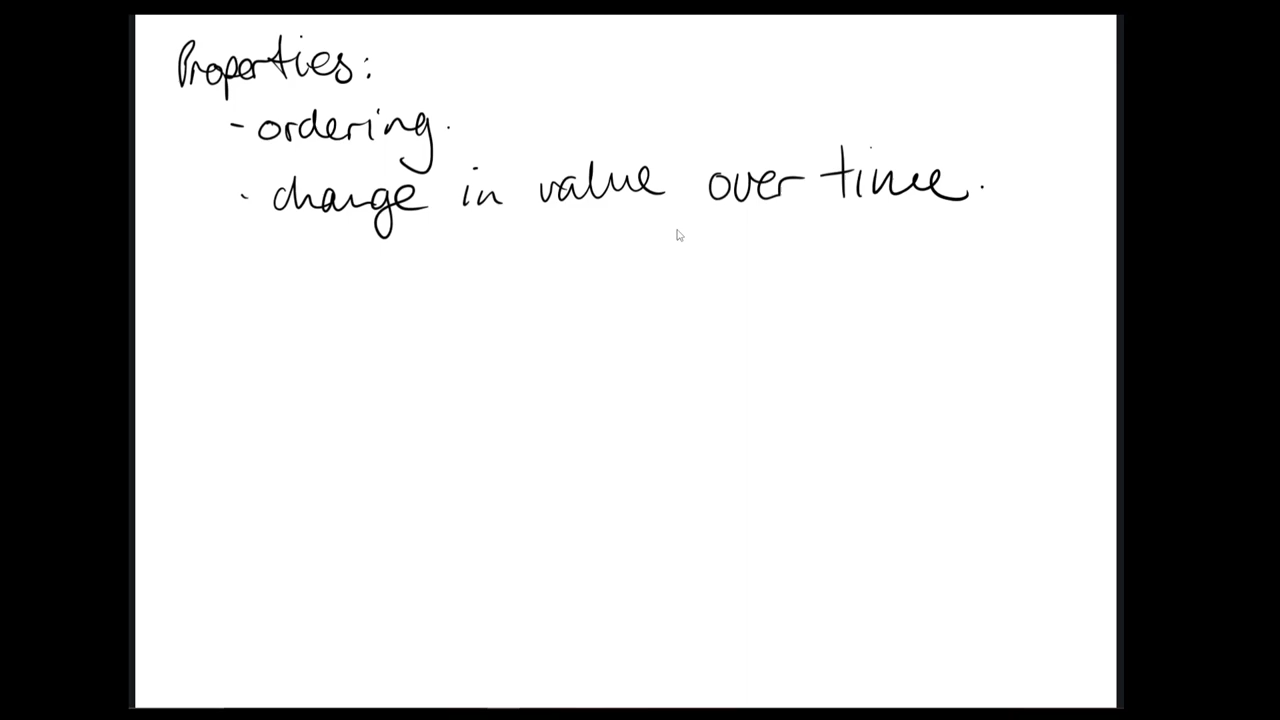 Properties:
- ordering.
- change in value over time.